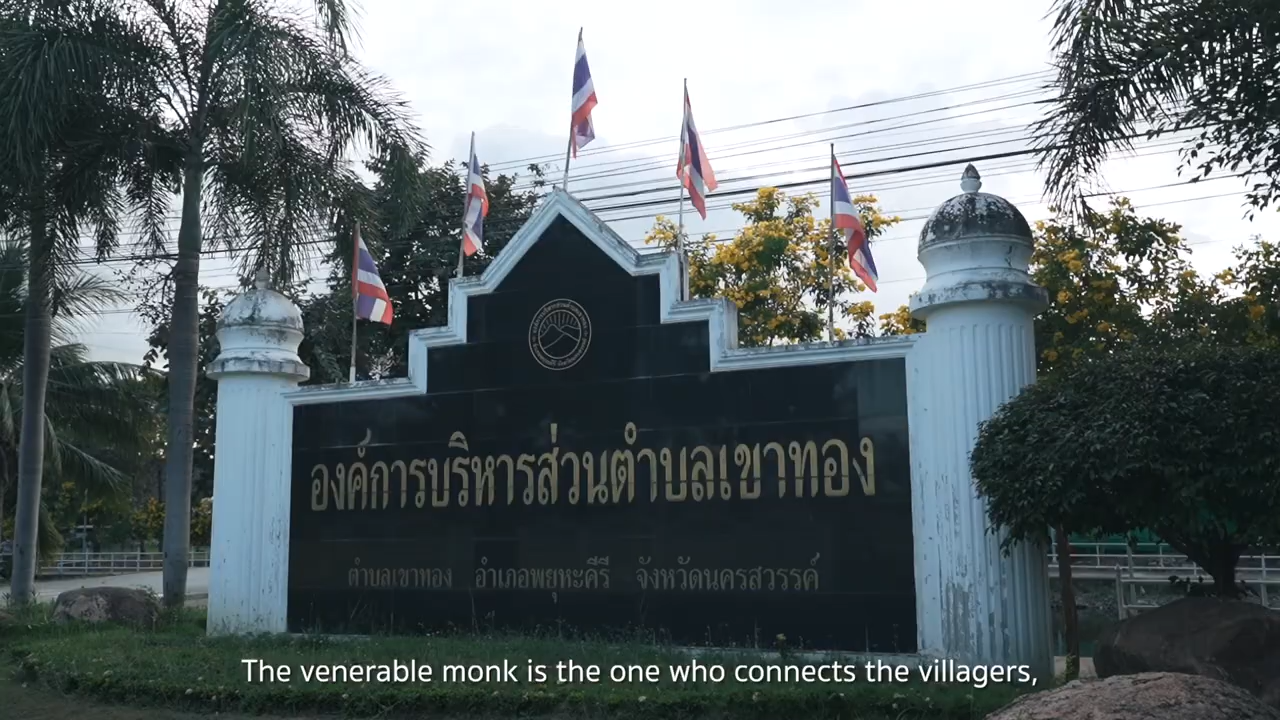 องค์การบริหารส่วนตำบลเขาทอง
ตำบลเขาทอง อำเภอพยุหะคีรี จังหวัดนครสวรรค์
The venerable monk is the one who connects the villagers,